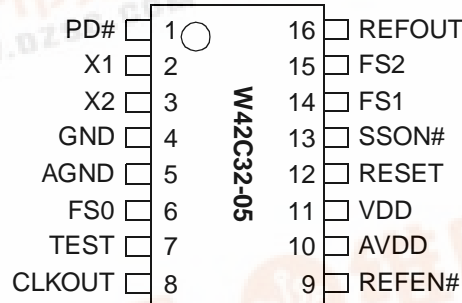 PD# 1 16 REFOUT
X1 2 15 FS2
X2 3 14 FS1
GND 4 13 SSON#
AGND 5 12 RESET
FS0 6 11 VDD
TEST 7 10 AVDD
CLKOUT 8 9 REFEN#
W42C32-05